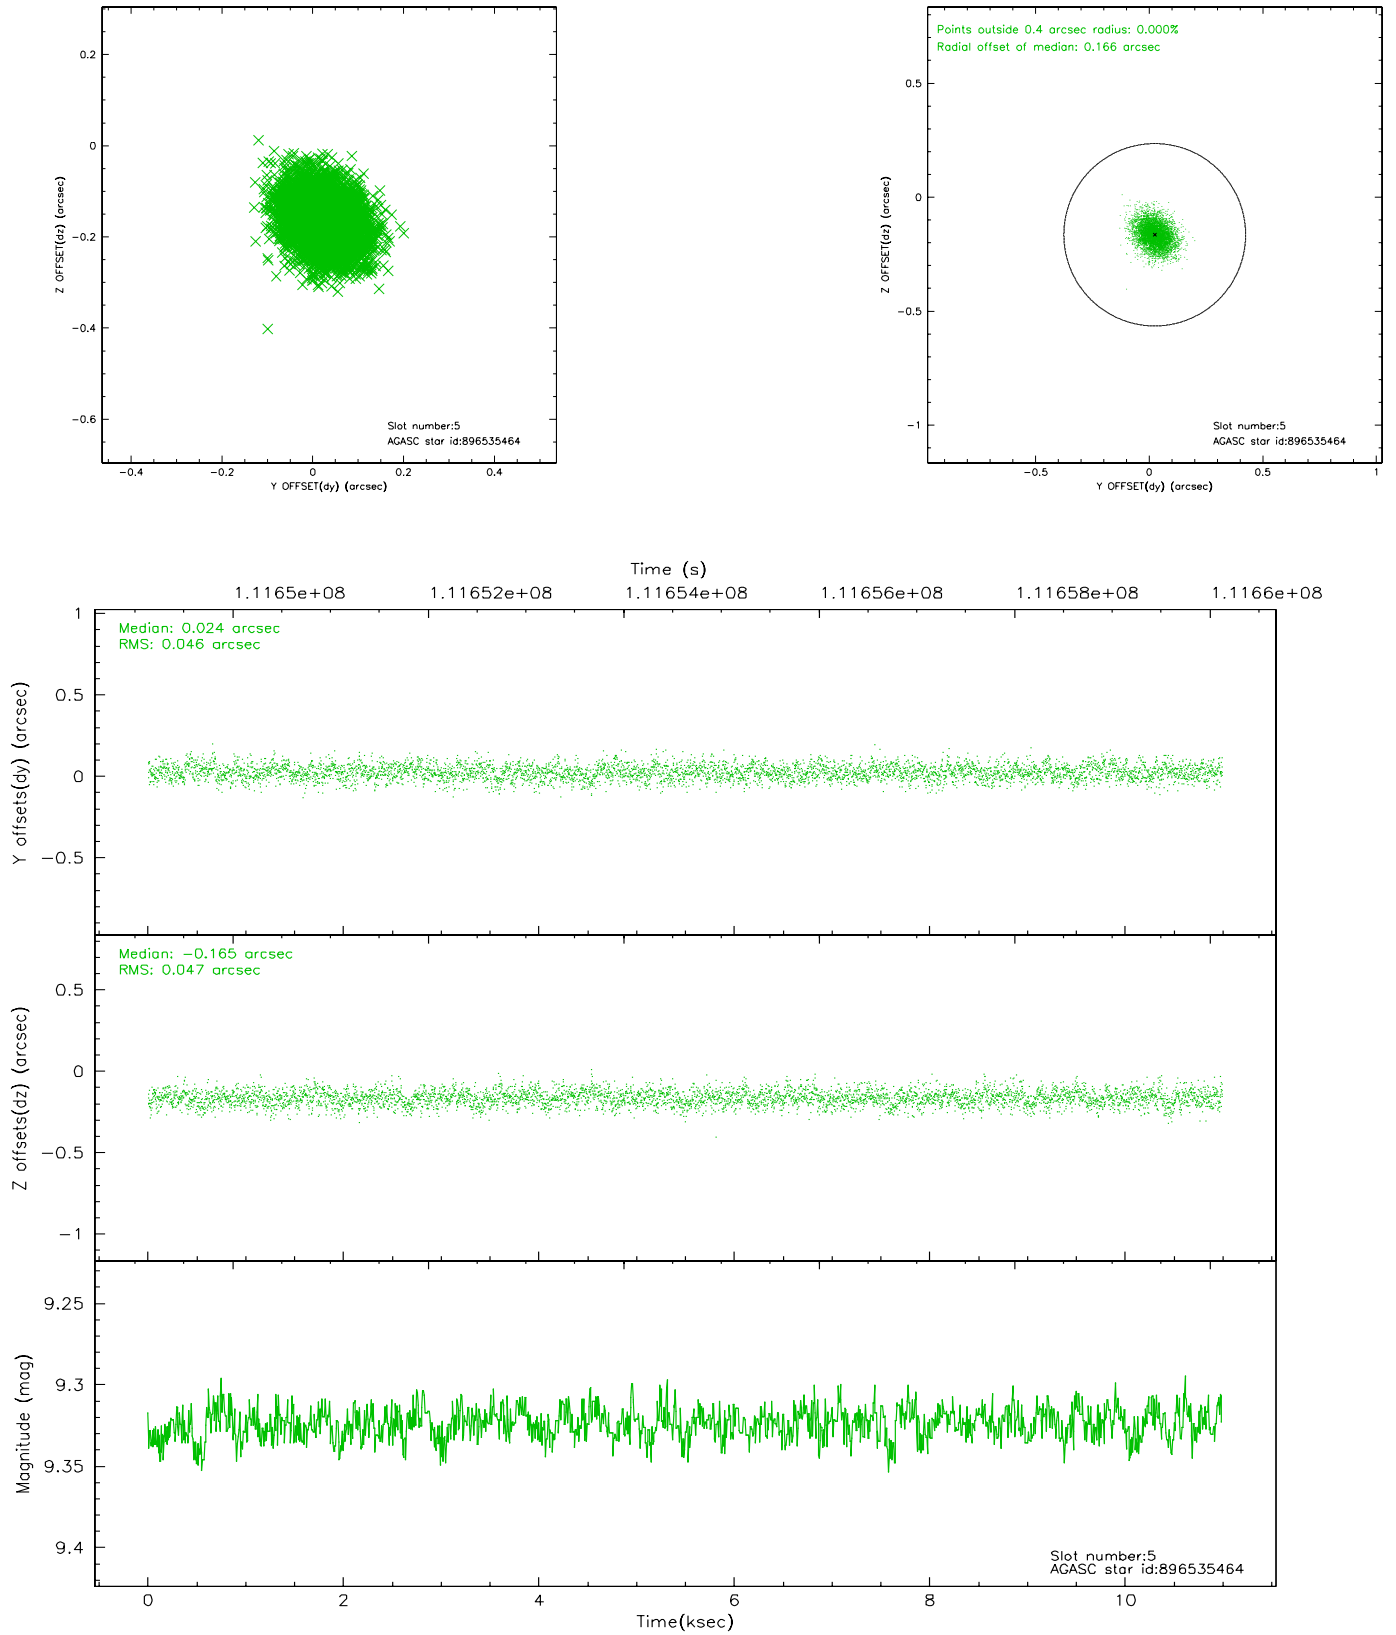 0.2
0
−0.2
−0.4
−0.6
Z OFFSET(dz) (arcsec)
Slot number:5
AGASC star id:896535464
−0.4
−0.2
0
0.2
0.4
Y OFFSET(dy) (arcsec)
Points outside 0.4 arcsec radius: 0.000%
Radial offset of median: 0.166 arcsec
0.5
0
−0.5
−1
Z OFFSET(dz) (arcsec)
Slot number:5
AGASC star id:896535464
−0.5
0
0.5
1
Y OFFSET(dy) (arcsec)
Time (s)
1.1165e+08
1.11652e+08
1.11654e+08
1.11656e+08
1.11658e+08
1.1166e+08
Median: 0.024 arcsec
RMS: 0.046 arcsec
1
0.5
0
−0.5
Y offsets(dy) (arcsec)
Median: −0.165 arcsec
RMS: 0.047 arcsec
0.5
0
−0.5
−1
Z offsets(dz) (arcsec)
9.25
9.3
9.35
9.4
Magnitude (mag)
Slot number:5
AGASC star id:896535464
0
2
4
6
8
10
Time(ksec)